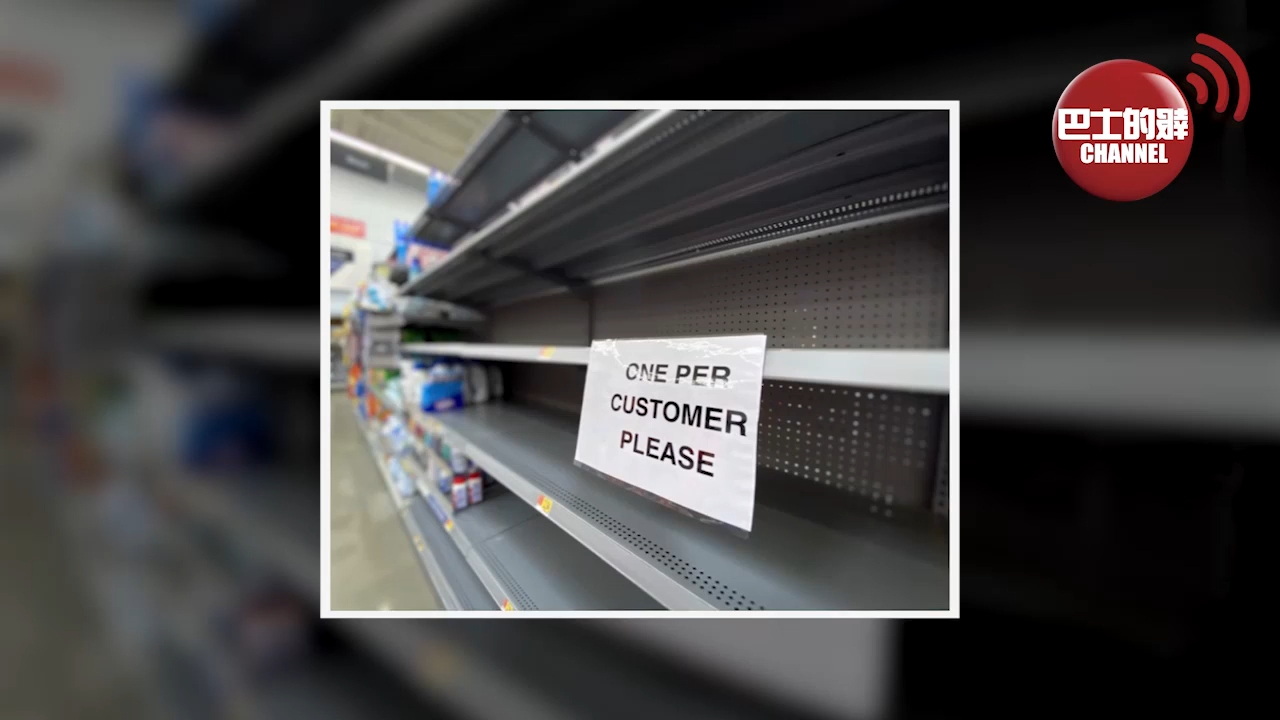 巴士的報
CHANNEL
ONE PER
CUSTOMER
PLEASE